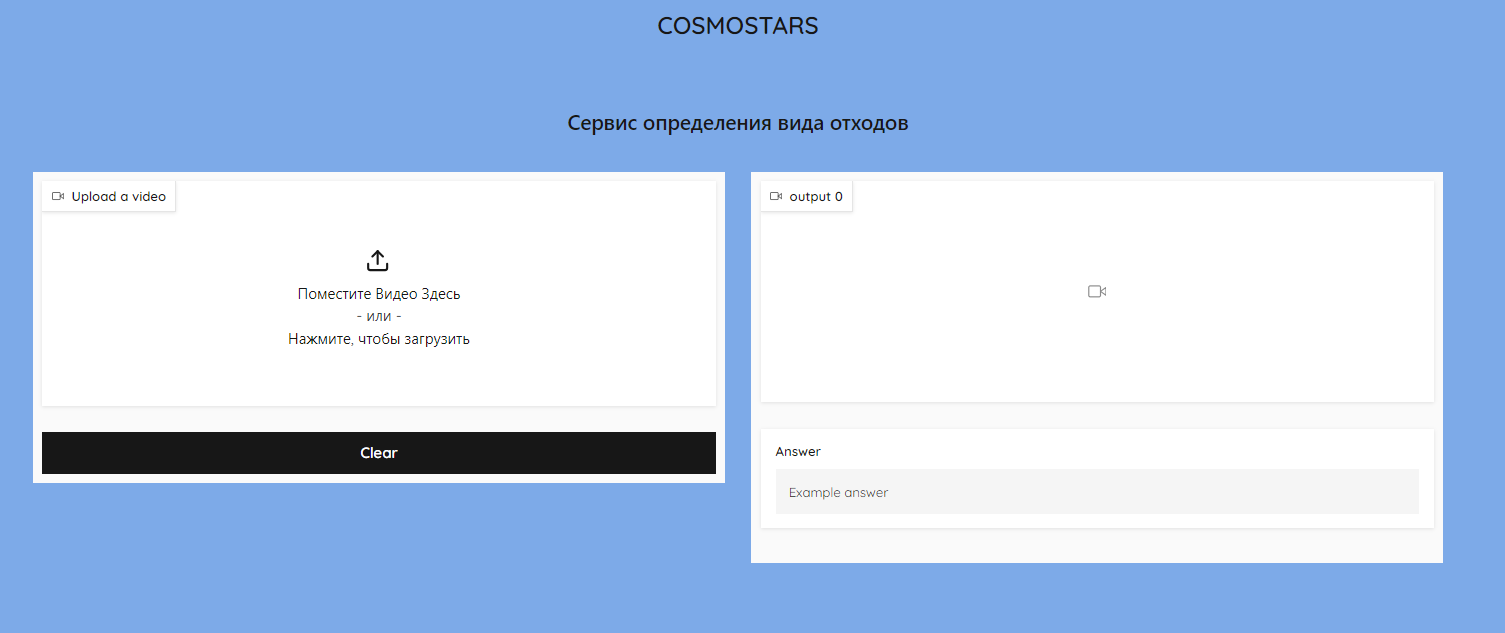 COSMOSTARS
Сервис определения вида отходов
Upload a video
Поместите Видео Здесь
- или -
Нажмите, чтобы загрузить
Clear
output 0
Answer
Example answer